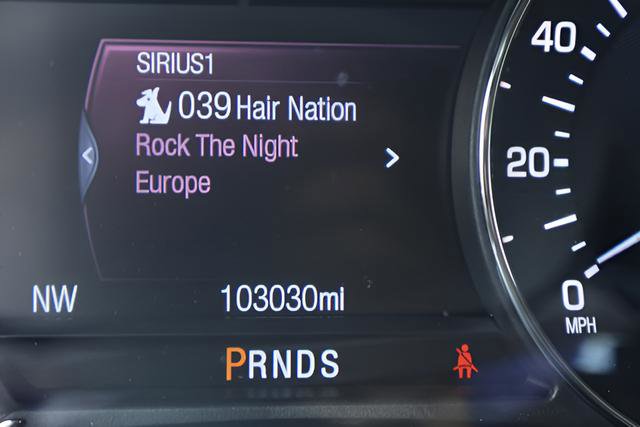 SIRIUS1
039 Hair Nation
Rock The Night
Europe
<
>
NW
103030mi
PRNDS
40
20
0
MPH